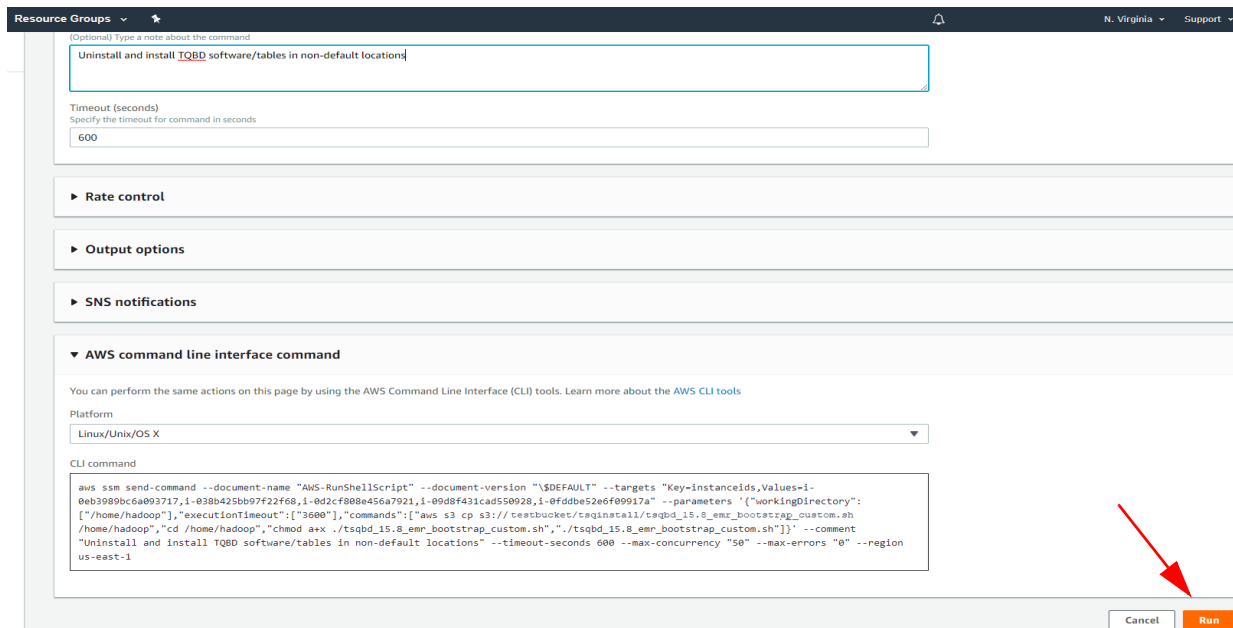 Resource Groups
N. Virginia
Support
(Optional) Type a note about the command
Uninstall and install TQBD software/tables in non-default locations
Timeout (seconds)
Specify the timeout for command in seconds
600
Rate control
Output options
SNS notifications
AWS command line interface command
You can perform the same actions on this page by using the AWS Command Line Interface (CLI) tools. Learn more about the AWS CLI tools
Platform
Linux/Unix/OS X
CLI command
aws ssm send-command --document-name "AWS-RunShellScript" --document-version "\$DEFAULT" --targets "Key=instanceids,Values=i-
0eb3989bc6a093717,i-038b425bb97f22f68,i-0d2cf808e456a7921,i-09d8f431cad550928,i-0fddbe52e6f09917a" --parameters '{"workingDirectory":
["/home/hadoop"],"executionTimeout":["3600"],"commands":["aws s3 cp s3://testbucket/tsqinstall/tsqbd_15.8_emr_bootstrap_custom.sh
/home/hadoop","cd /home/hadoop","chmod a+x ./tsqbd_15.8_emr_bootstrap_custom.sh","./tsqbd_15.8_emr_bootstrap_custom.sh"]}' --comment
"Uninstall and install TQBD software/tables in non-default locations" --timeout-seconds 600 --max-concurrency "50" --max-errors "0" --region
us-east-1
Cancel
Run